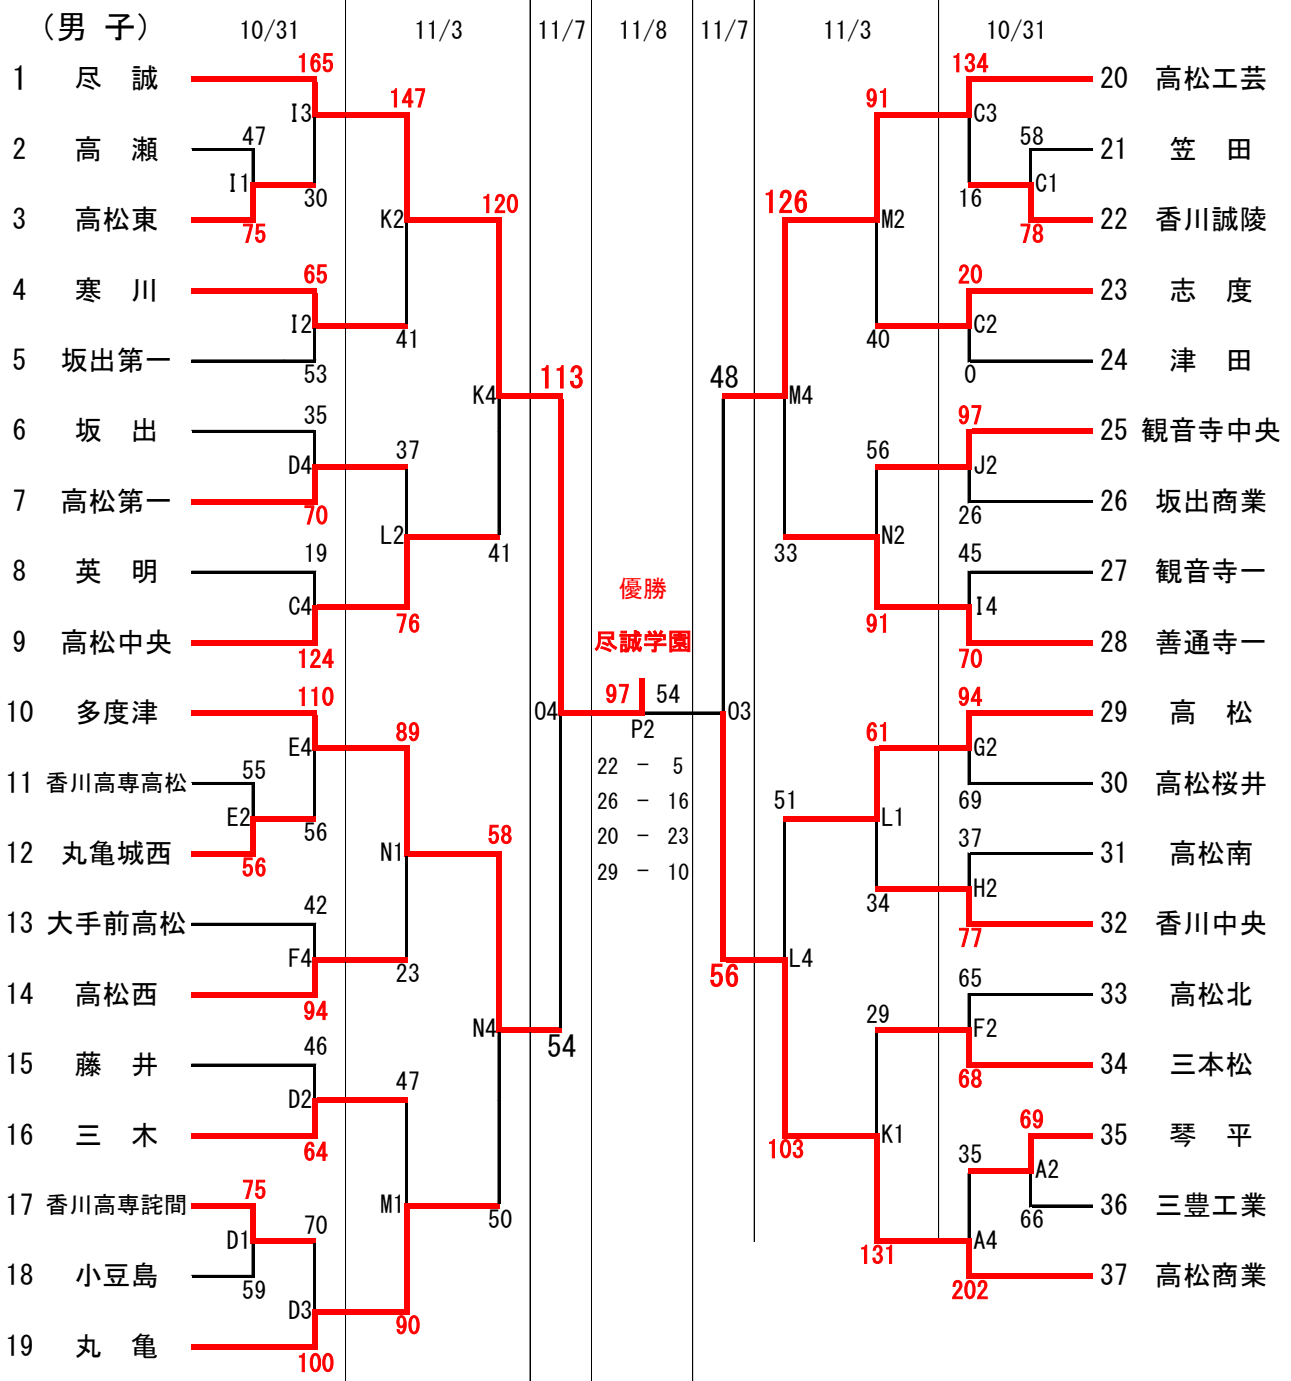 (男 子)
10/31
11/3
11/7
11/8
11/7
11/3
10/31
1 尽 誠
2 高 瀬
3 高松東
4 寒 川
5 坂出第一
6 坂 出
7 高松第一
8 英 明
9 高松中央
10 多度津
11 香川高専高松
12 丸亀城西
13 大手前高松
14 高松西
15 藤 井
16 三 木
17 香川高専詫間
18 小豆島
19 丸 亀
165
I3
30
47
I1
75
65
I2
53
35
D4
70
19
C4
124
110
E4
56
55
E2
56
42
F4
94
46
D2
64
75
D1
59
70
D3
100
147
K2
41
37
L2
76
89
N1
23
47
M1
90
120
K4
41
58
N4
50
113
O4
54
優勝
尽誠学園
97 54
P2
22 - 5
26 - 16
20 - 23
29 - 10
48
O3
56
126
M4
33
51
L4
103
91
M2
40
56
N2
91
61
L1
34
29
K1
131
134
C3
16
58
C1
78
20
C2
0
97
J2
26
45
I4
70
94
G2
69
37
H2
77
65
F2
68
69
A2
66
35
A4
202
20 高松工芸
21 笠 田
22 香川誠陵
23 志 度
24 津 田
25 観音寺中央
26 坂出商業
27 観音寺一
28 善通寺一
29 高 松
30 高松桜井
31 高松南
32 香川中央
33 高松北
34 三本松
35 琴 平
36 三豊工業
37 高松商業